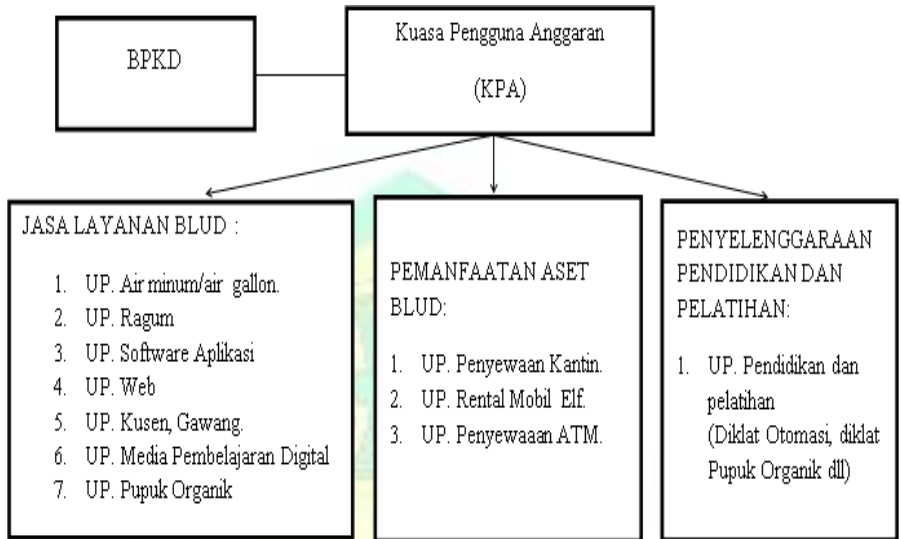 BPKD
Kuasa Pengguna Anggaran
(KPA)
JASA LAYANAN BLUD :
1. UP. Air minum/air gallon.
2. UP. Ragum
3. UP. Software Aplikasi
4. UP. Web
5. UP. Kusen, Gawang.
6. UP. Media Pembelajaran Digital
7. UP. Pupuk Organik
PEMANFAATAN ASET
BLUD:
1. UP. Penyewaan Kantin.
2. UP. Rental Mobil Elf.
3. UP. Penyewaaan ATM.
PENYELENGGARAAN
PENDIDIKAN DAN
PELATIHAN:
1. UP. Pendidikan dan
pelatihan
(Diklat Otomasi, diklat
Pupuk Organik dll)